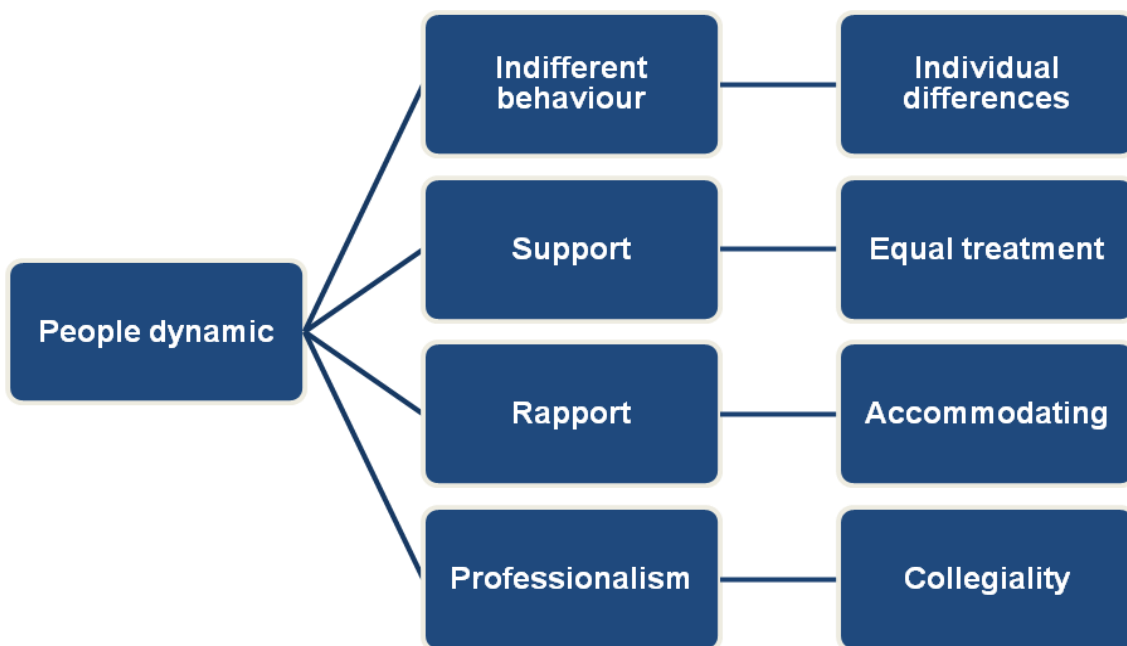 Indifferent
behaviour
Individual
differences
Support
Equal treatment
People dynamic
Rapport
Accommodating
Professionalism
Collegiality